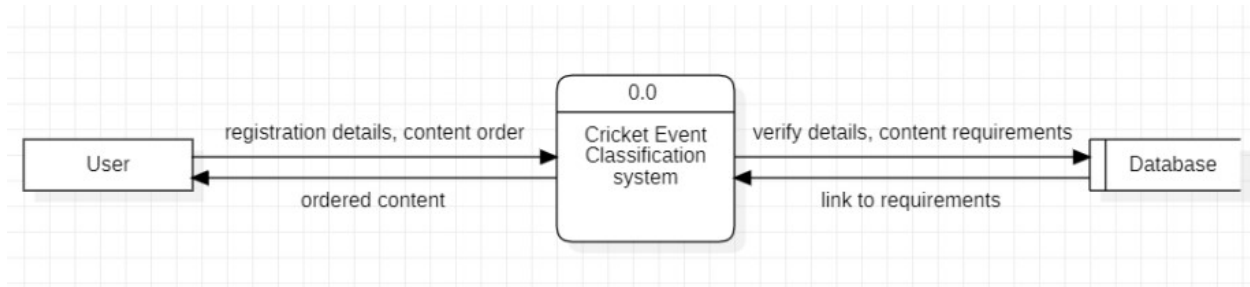 0.0
registration details, content order
Cricket Event
Classification
system
verify details, content requirements
User
Database
ordered content
link to requirements